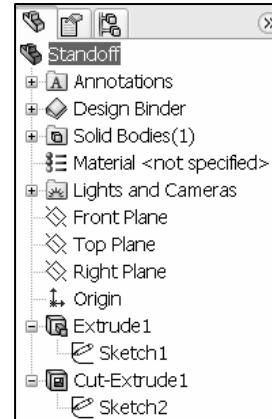 Standoff
Annotations
Design Binder
Solid Bodies(1)
Material <not specified>
Lights and Cameras
Front Plane
Top Plane
Right Plane
Origin
Extrude1
Sketch1
Cut-Extrude1
Sketch2